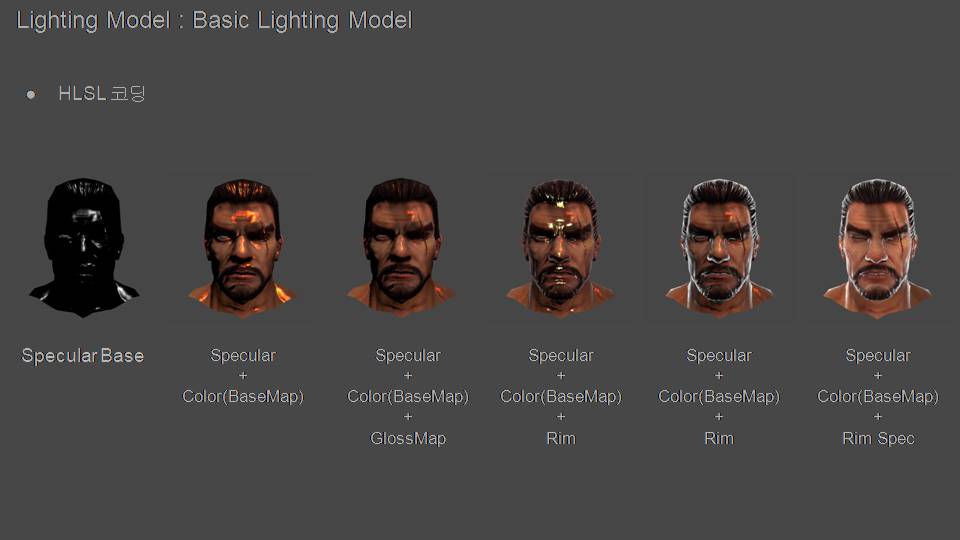 Lighting Model : Basic Lighting Model
● HLSL 코딩
Specular Base
Specular
+
Color(BaseMap)
Specular
+
Color(BaseMap)
+
GlossMap
Specular
+
Color(BaseMap)
+
Rim
Specular
+
Color(BaseMap)
+
Rim
Specular
+
Color(BaseMap)
+
Rim Spec